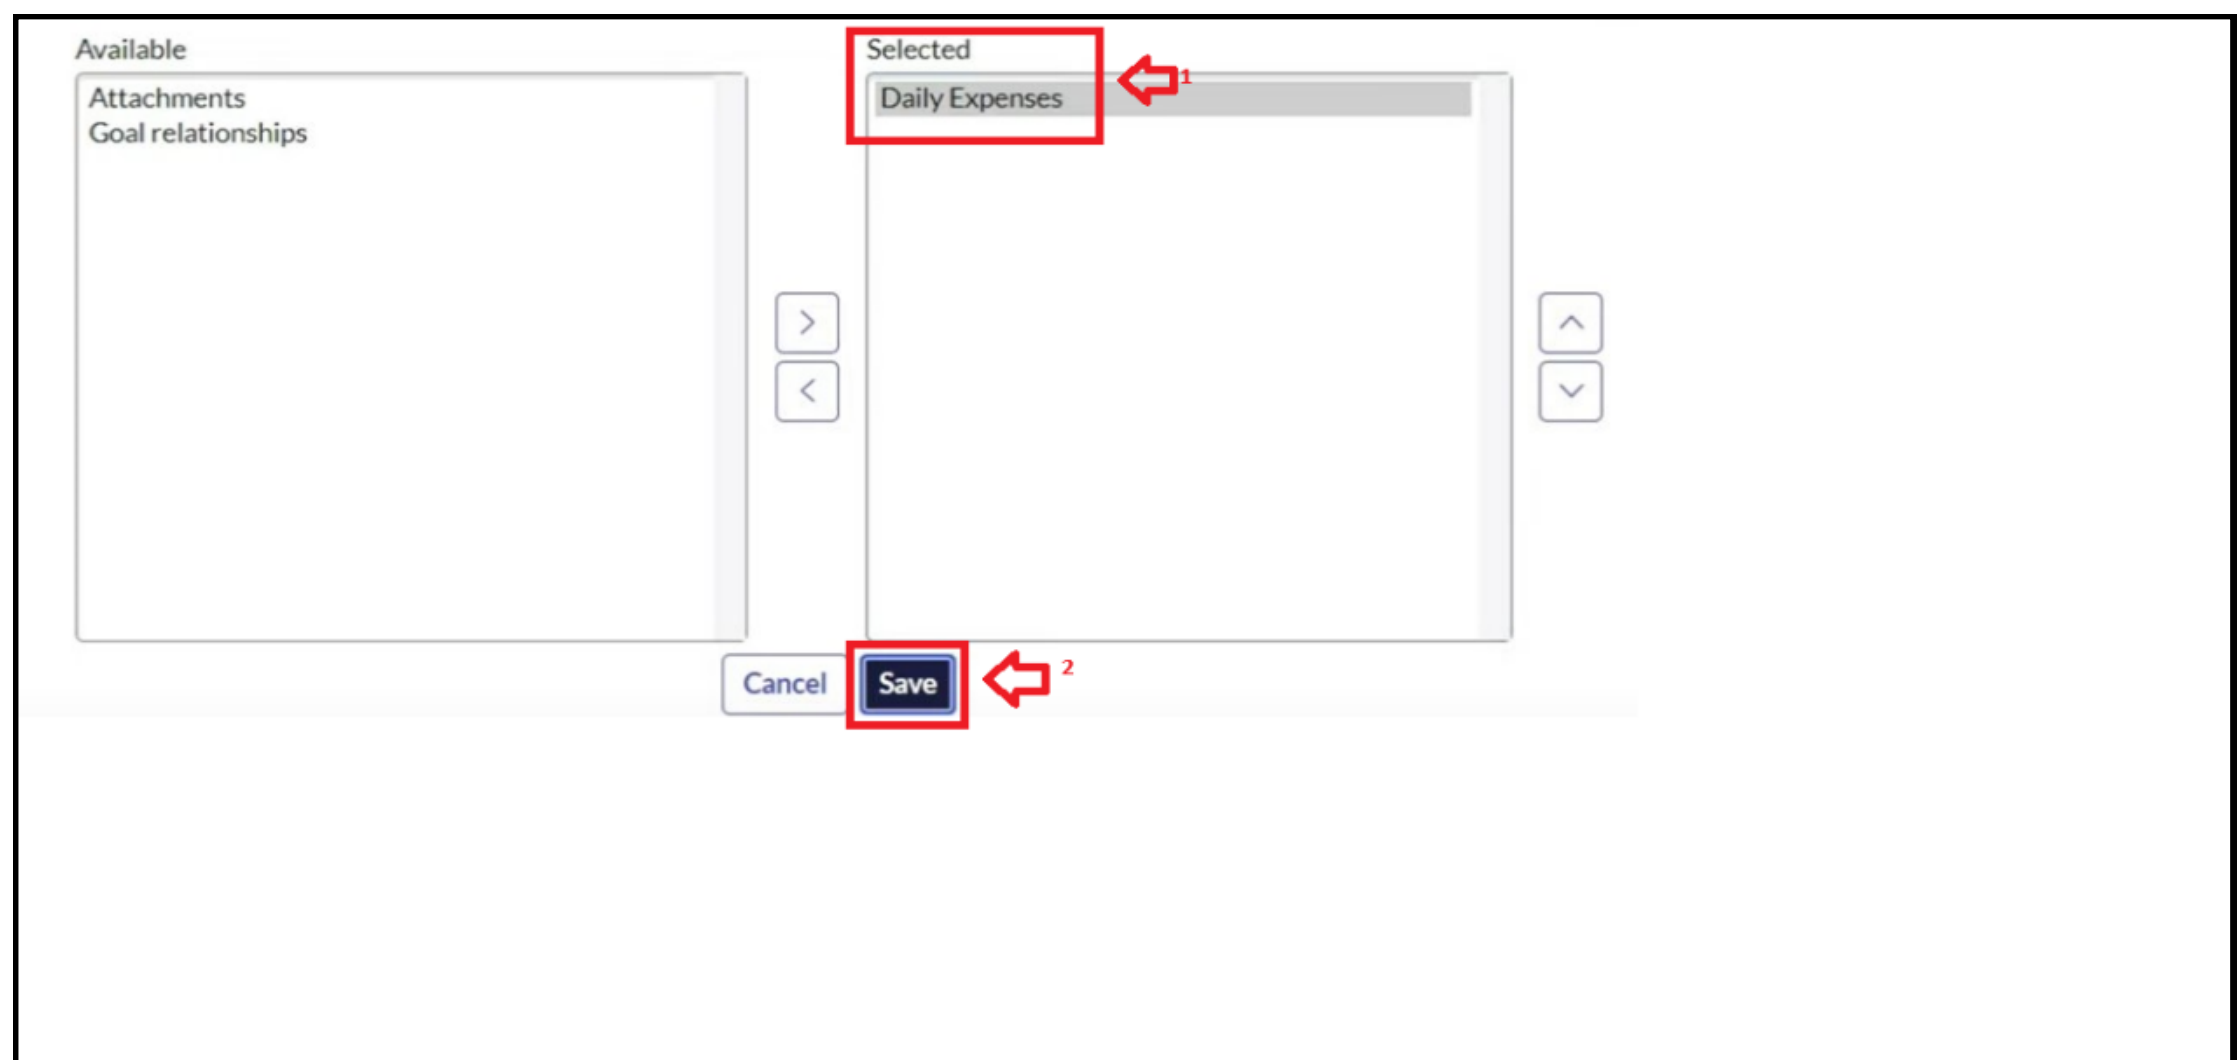 Available
Attachments
Goal relationships
Selected
Daily Expenses
1
Cancel
Save
2